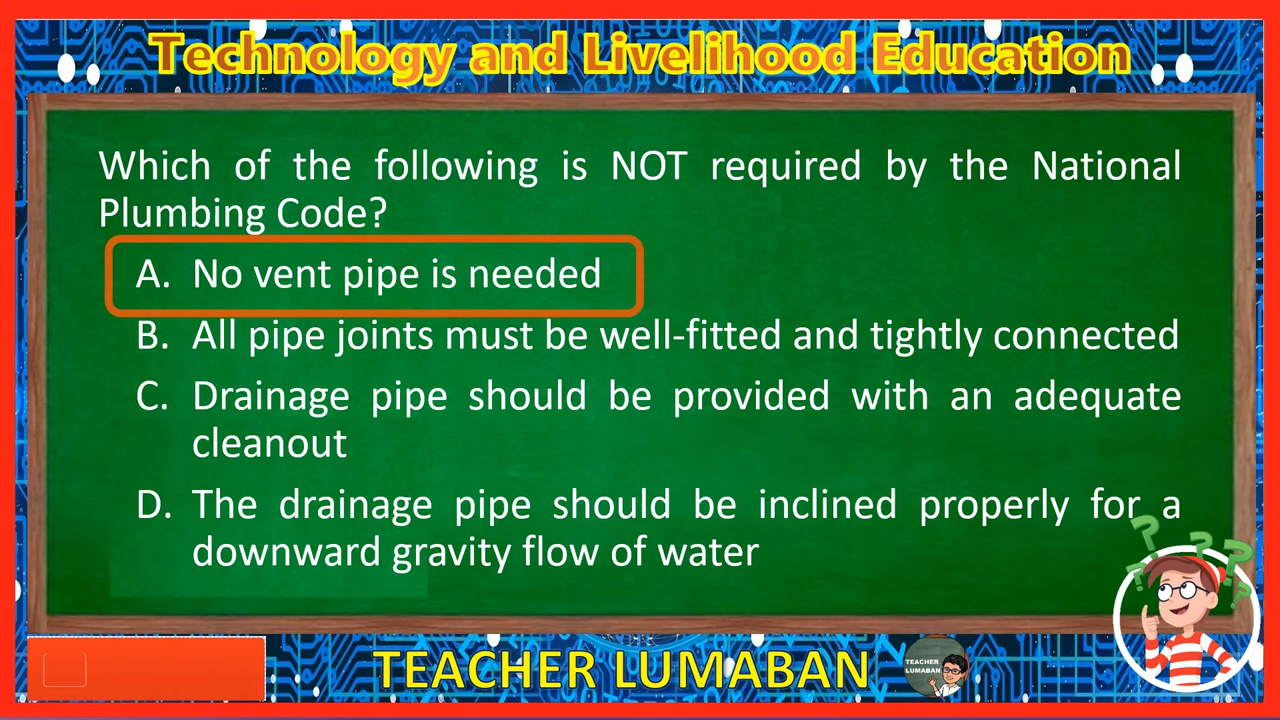 Technology and Livelihood Education
Which of the following is NOT required by the National
Plumbing Code?
A. No vent pipe is needed
B. All pipe joints must be well-fitted and tightly connected
C. Drainage pipe should be provided with an adequate
cleanout
D. The drainage pipe should be inclined properly for a
downward gravity flow of water
TEACHER LUMABAN
TEACHER
LUMABAN